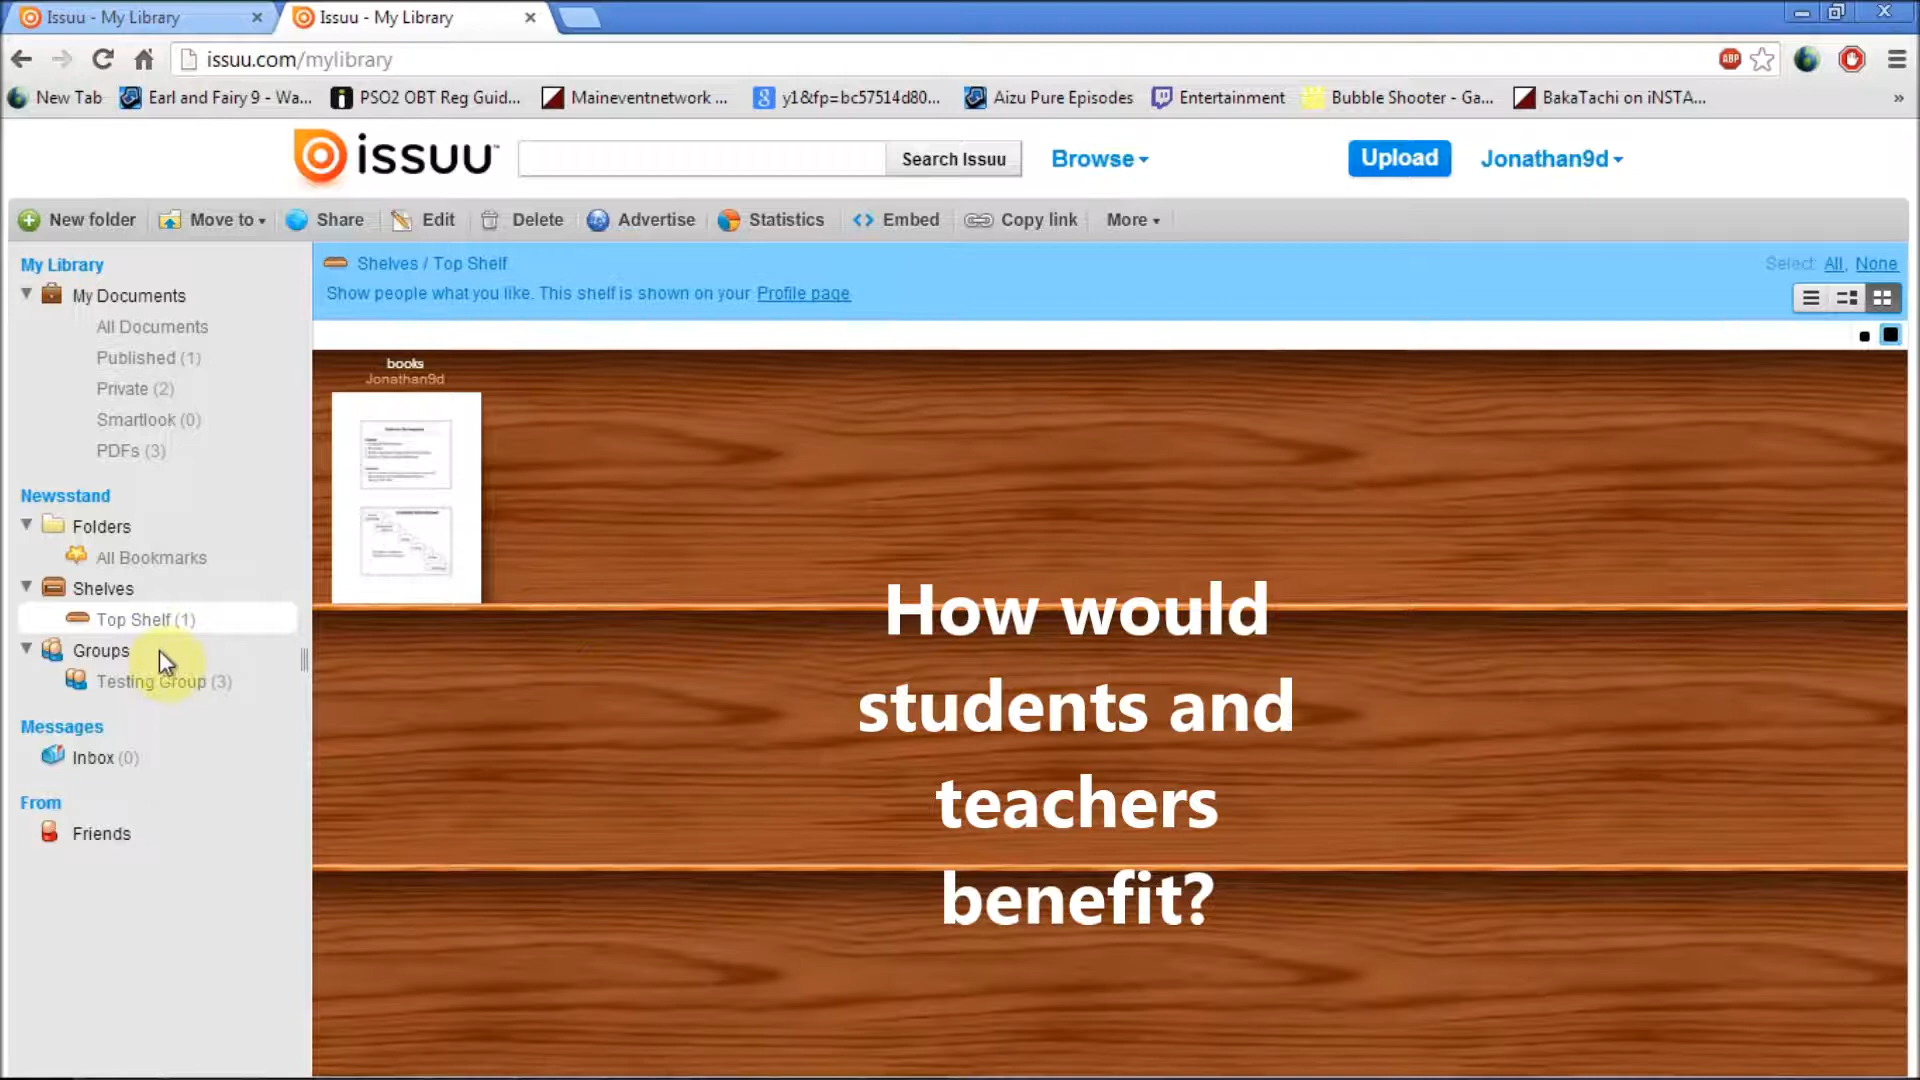 Issuu - My Library
Issuu - My Library
issuu.com/mylibrary
ABP
New Tab
Earl and Fairy 9 - Wa...
PSO2 OBT Reg Guid...
Maineventnetwork ...
y1&fp=bc57514d80...
Aizu Pure Episodes
Entertainment
Bubble Shooter - Ga...
BakaTachi on iNSTA...
»
issuu™
Search Issuu
Browse
Upload
Jonathan9d
New folder
Move to
Share
Edit
Delete
Advertise
Statistics
Embed
Copy link
More
My Library
My Documents
All Documents
Published (1)
Private (2)
Smartlook (0)
PDFs (3)
Newsstand
Folders
All Bookmarks
Shelves
Top Shelf (1)
Groups
Testing Group (3)
Messages
Inbox (0)
From
Friends
Shelves / Top Shelf
Select: All, None
Show people what you like. This shelf is shown on your Profile page
books
Jonathan9d
How would
students and
teachers
benefit?